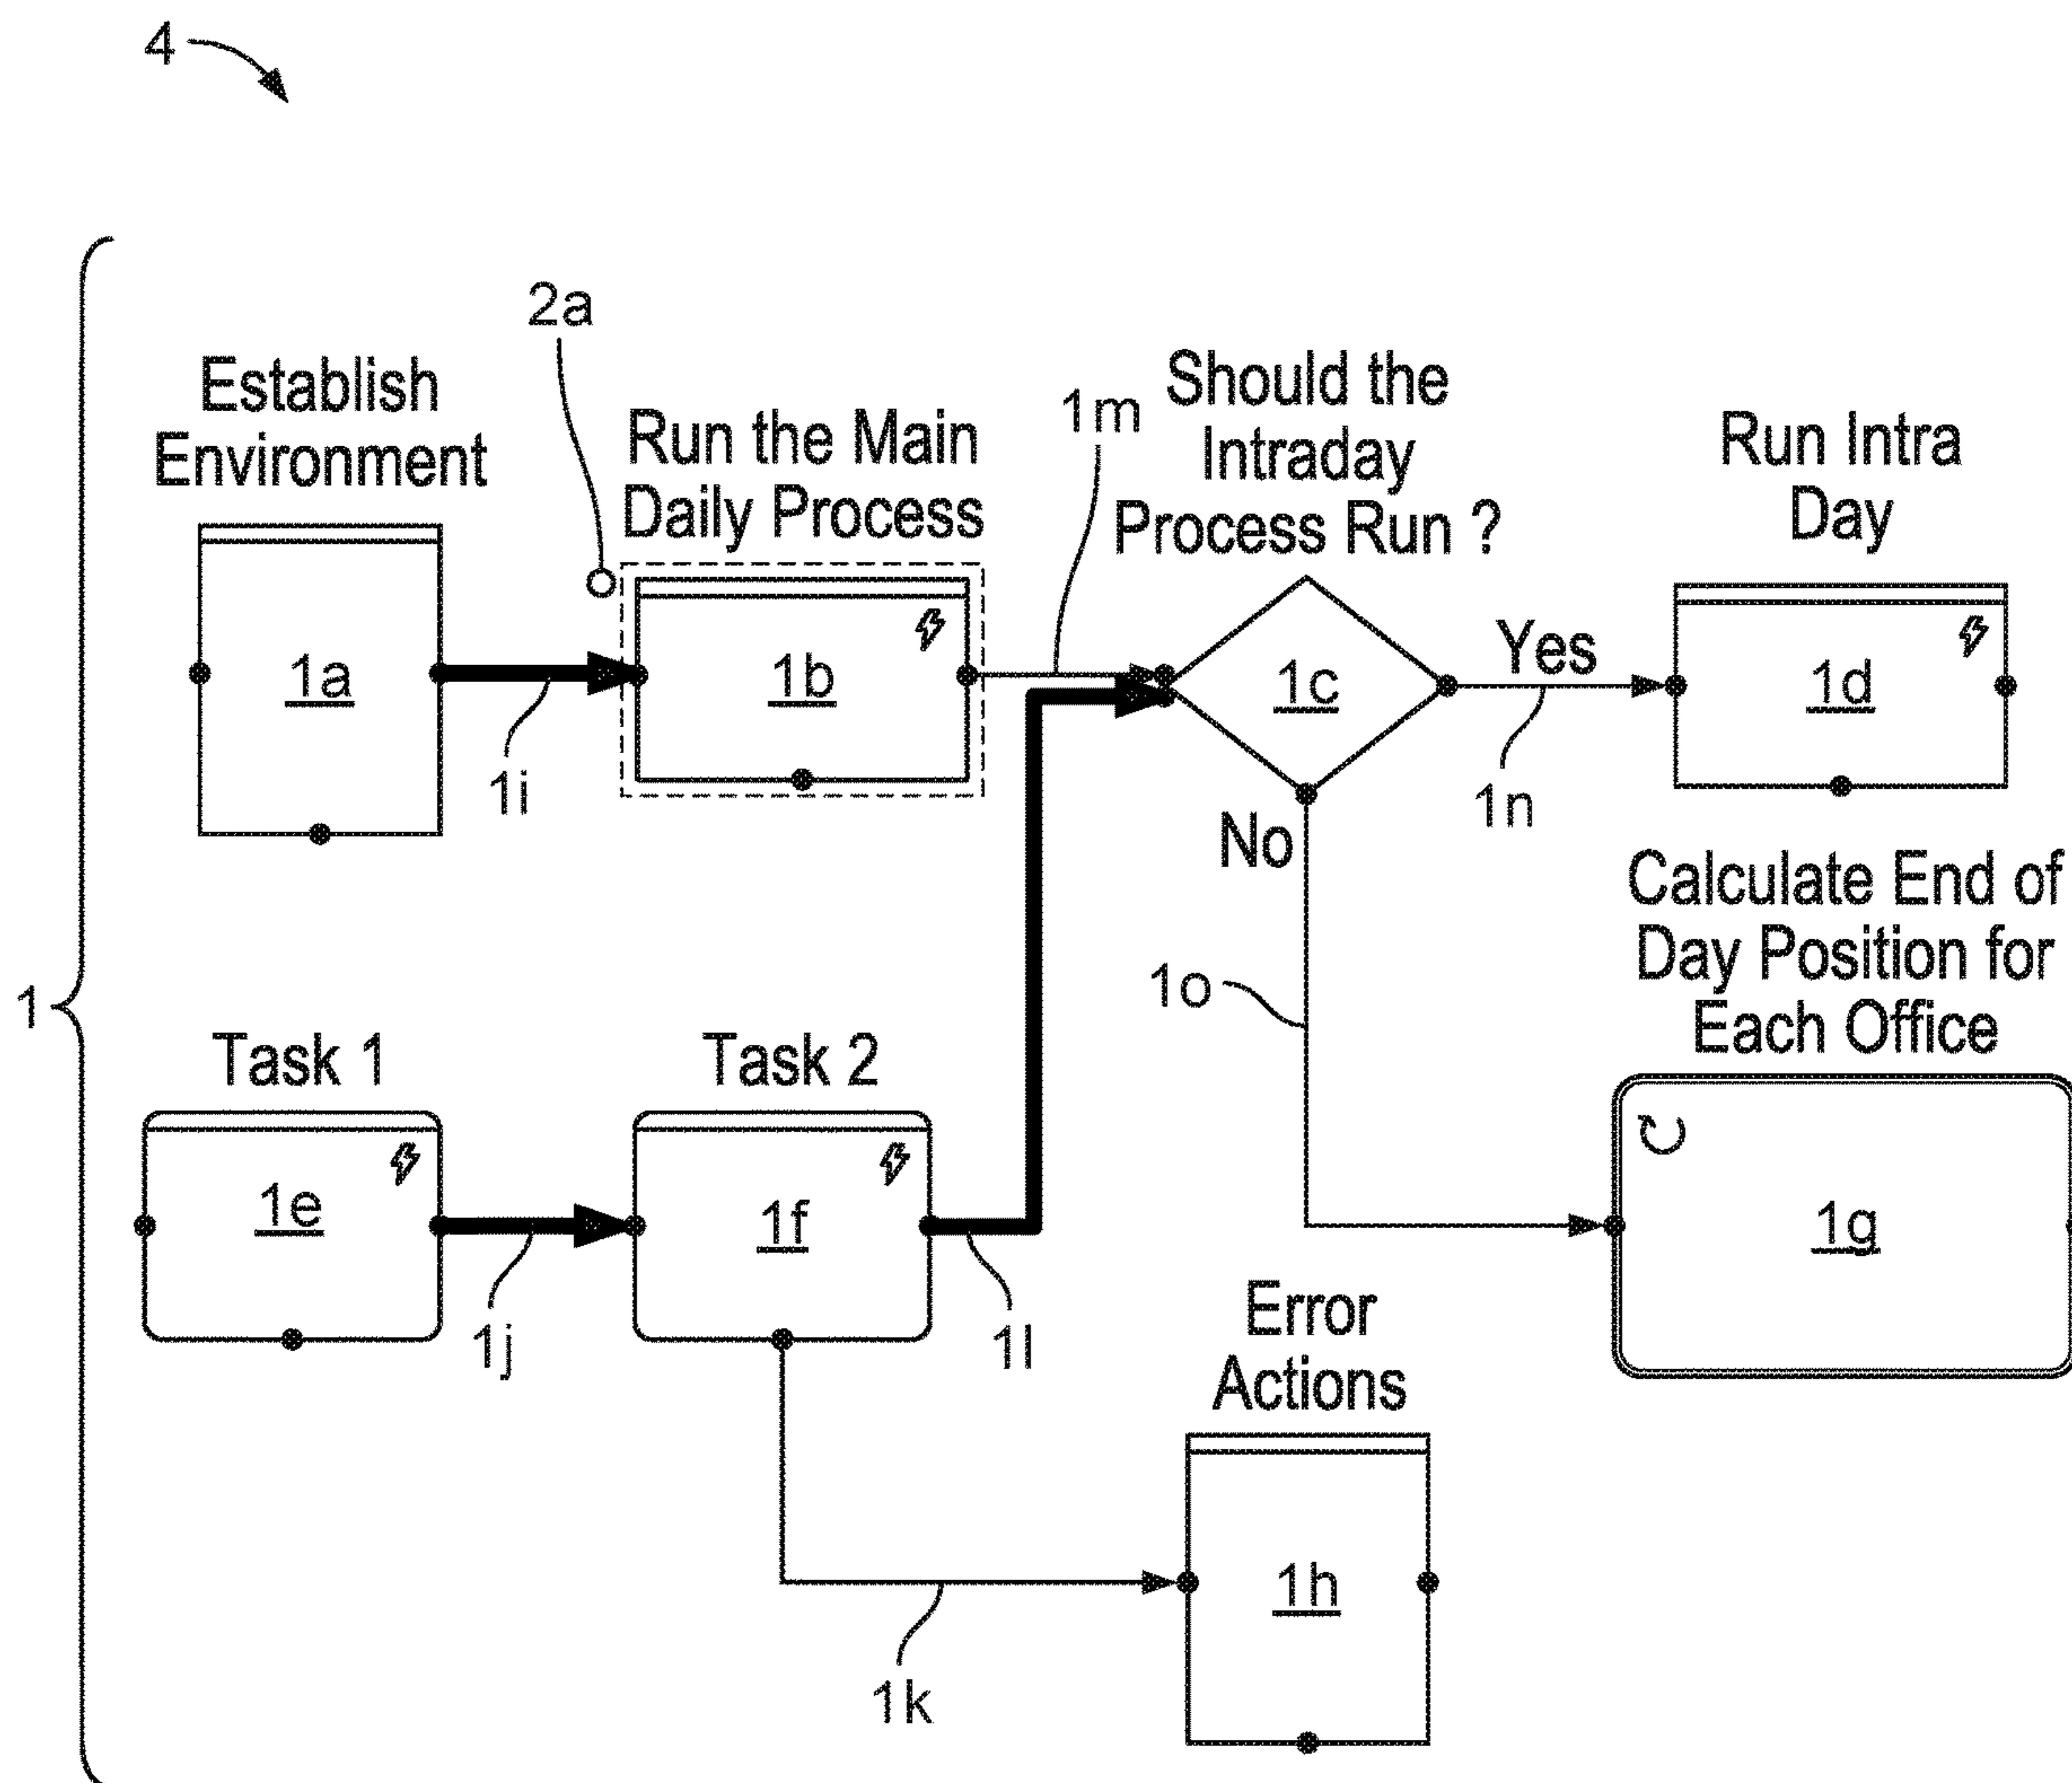 4
2a
Establish
Environment
Run the Main
Daily Process
1m
Should the
Intraday
Process Run ?
Run Intra
Day
1a
1i
1b
1c
Yes
1n
1d
No
1o
Calculate End of
Day Position for
Each Office
1
Task 1
1e
1j
Task 2
1f
1l
1g
Error
Actions
1h
1k